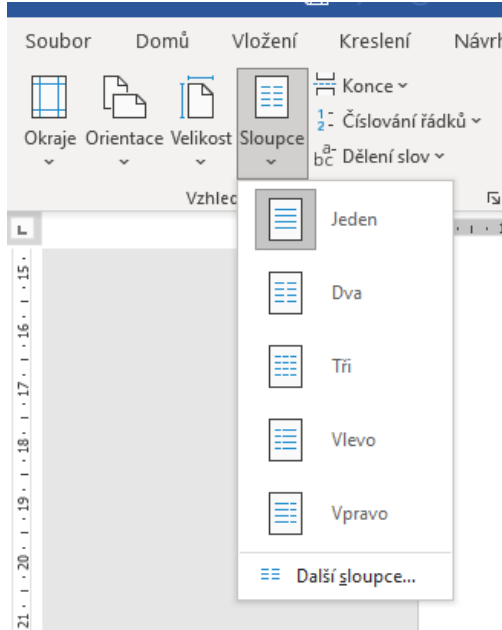 Soubor Domů Vložení Kreslení Návrh
Okraje Orientace Velikost Sloupce
Konce
Číslování řádků
Dělení slov
Vzhled
Jeden
Dva
Tři
Vlevo
Vpravo
Další sloupce...
15
16
17
18
19
20
21